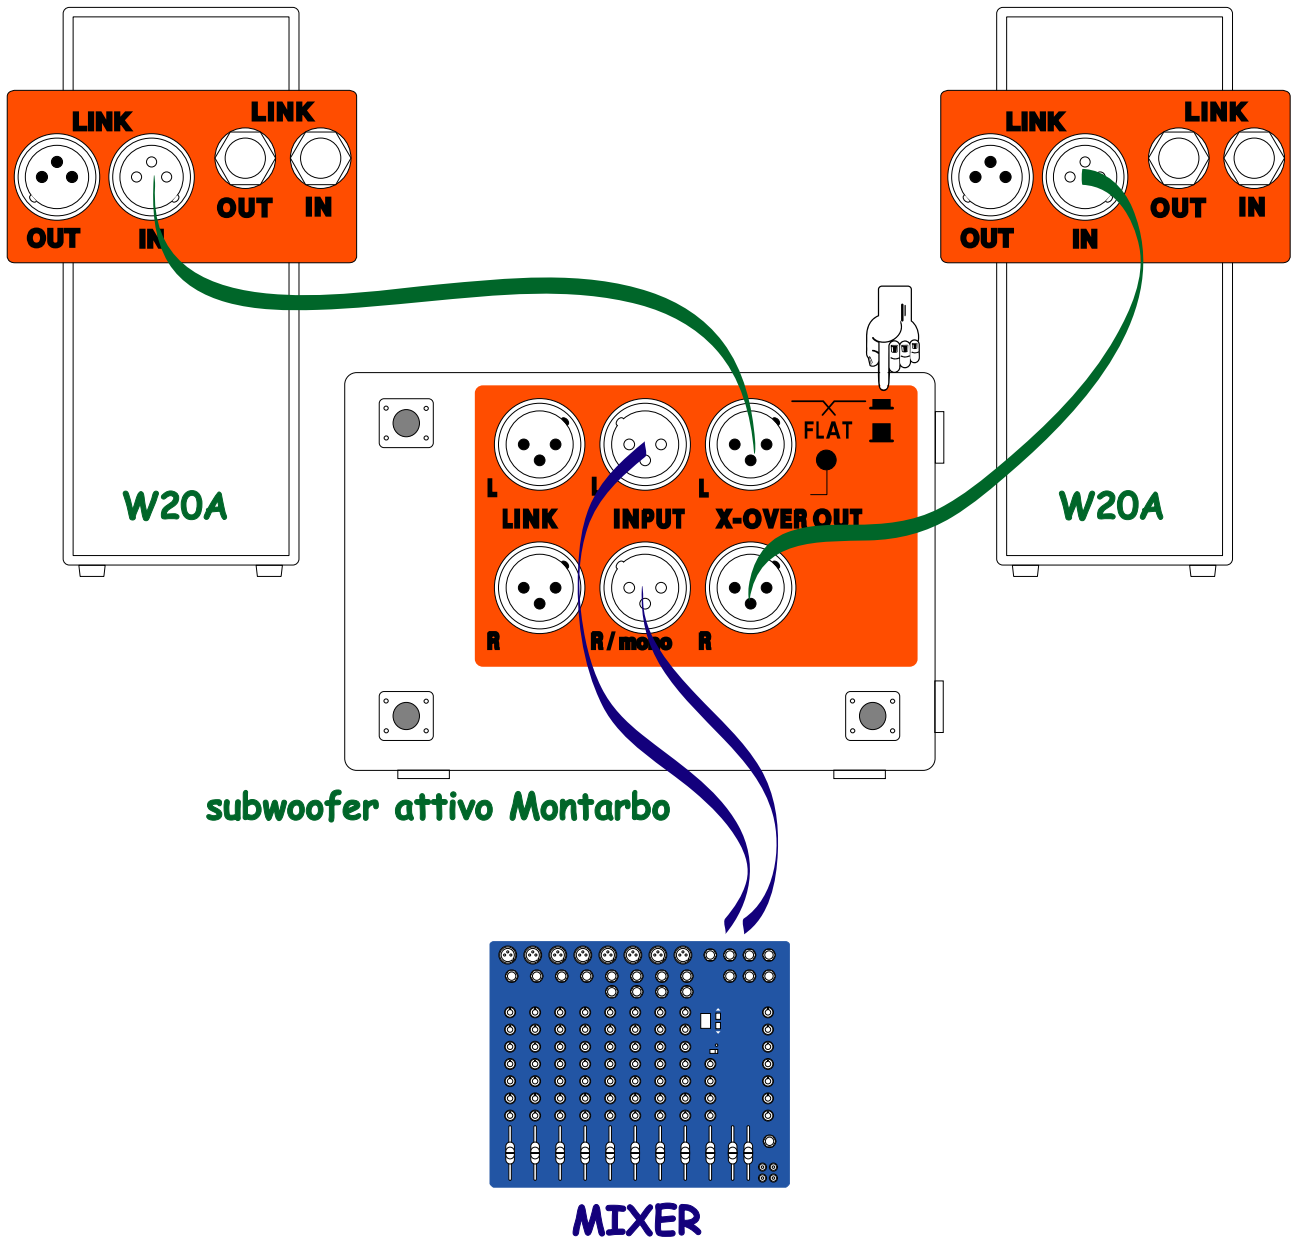 LINK
LINK
OUT
IN
OUT
IN
LINK
LINK
OUT
IN
OUT
IN
W20A
W20A
FLAT
L
L
L
LINK
INPUT
X-OVER OUT
R
R / mono
R
subwoofer attivo Montarbo
MIXER